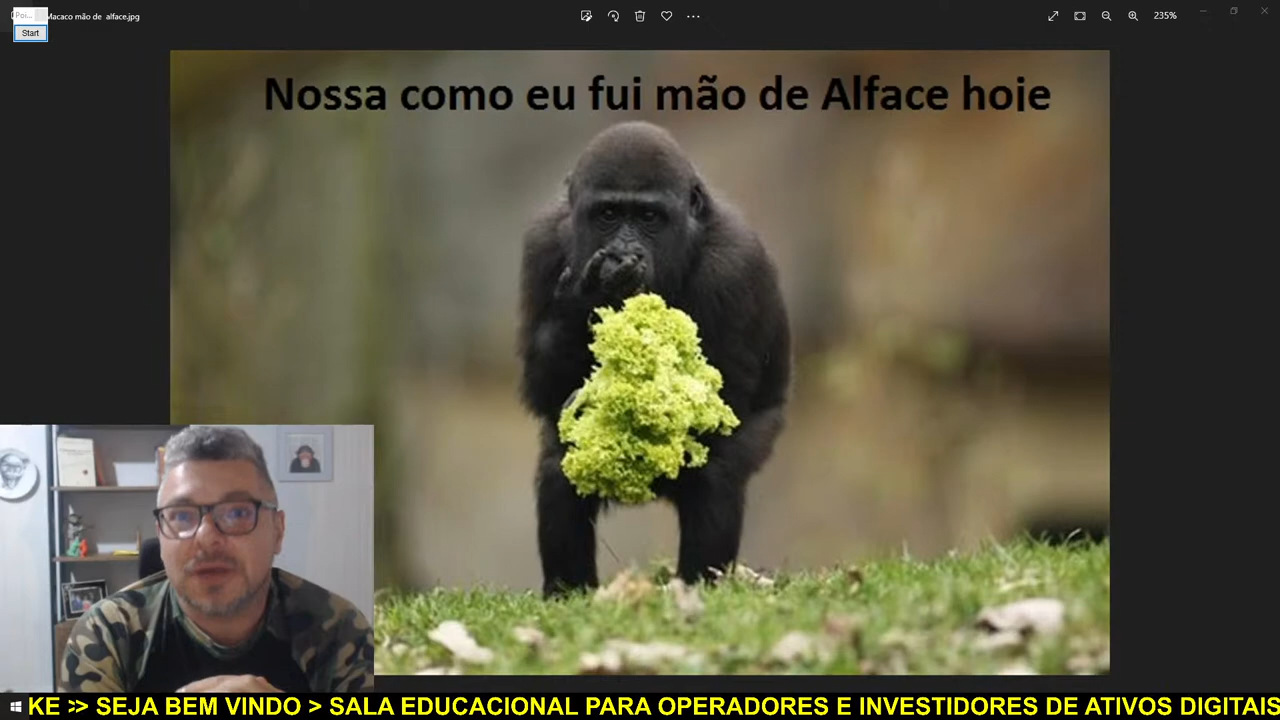 Macaco mão de alface.jpg
235%
Start
Nossa como eu fui mão de Alface hoje
KE >> SEJA BEM VINDO > SALA EDUCACIONAL PARA OPERADORES E INVESTIDORES DE ATIVOS DIGITAIS